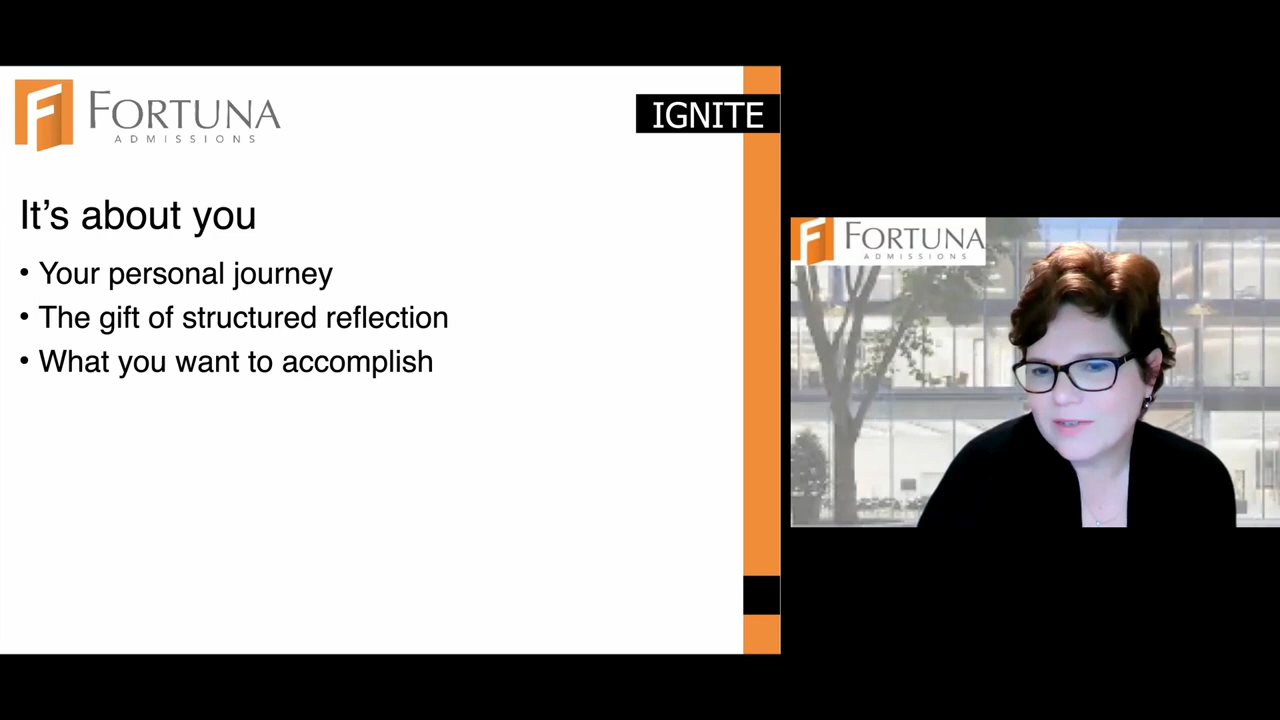 FORTUNA
ADMISSIONS
IGNITE
It’s about you
• Your personal journey
• The gift of structured reflection
• What you want to accomplish
FORTUNA
ADMISSIONS